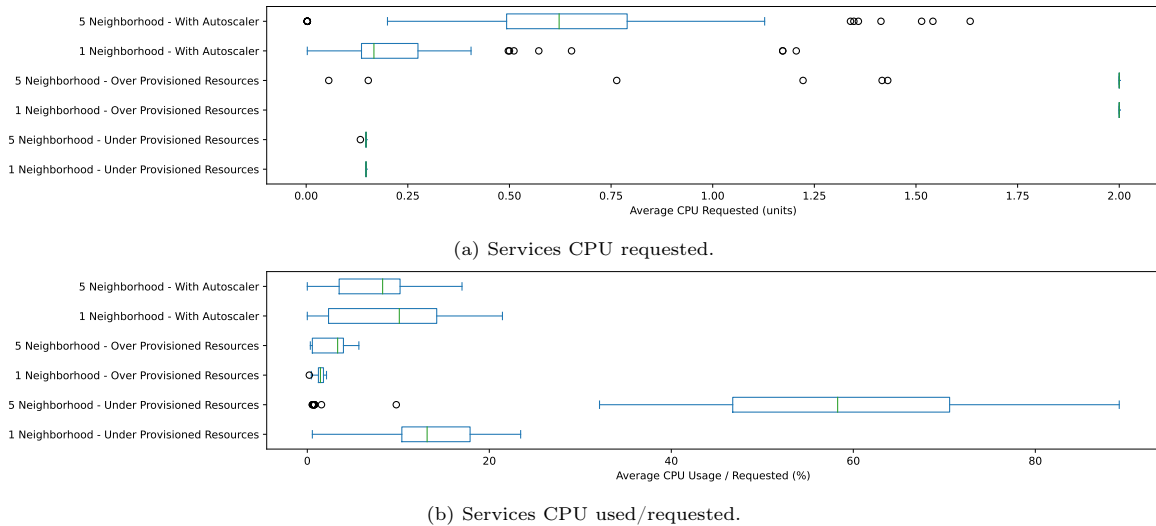 5 Neighborhood - With Autoscaler
1 Neighborhood - With Autoscaler
5 Neighborhood - Over Provisioned Resources
1 Neighborhood - Over Provisioned Resources
5 Neighborhood - Under Provisioned Resources
1 Neighborhood - Under Provisioned Resources
0.00 0.25 0.50 0.75 1.00 1.25 1.50 1.75 2.00
Average CPU Requested (units)
(a) Services CPU requested.
5 Neighborhood - With Autoscaler
1 Neighborhood - With Autoscaler
5 Neighborhood - Over Provisioned Resources
1 Neighborhood - Over Provisioned Resources
5 Neighborhood - Under Provisioned Resources
1 Neighborhood - Under Provisioned Resources
0 20 40 60 80
Average CPU Usage / Requested (%)
(b) Services CPU used/requested.